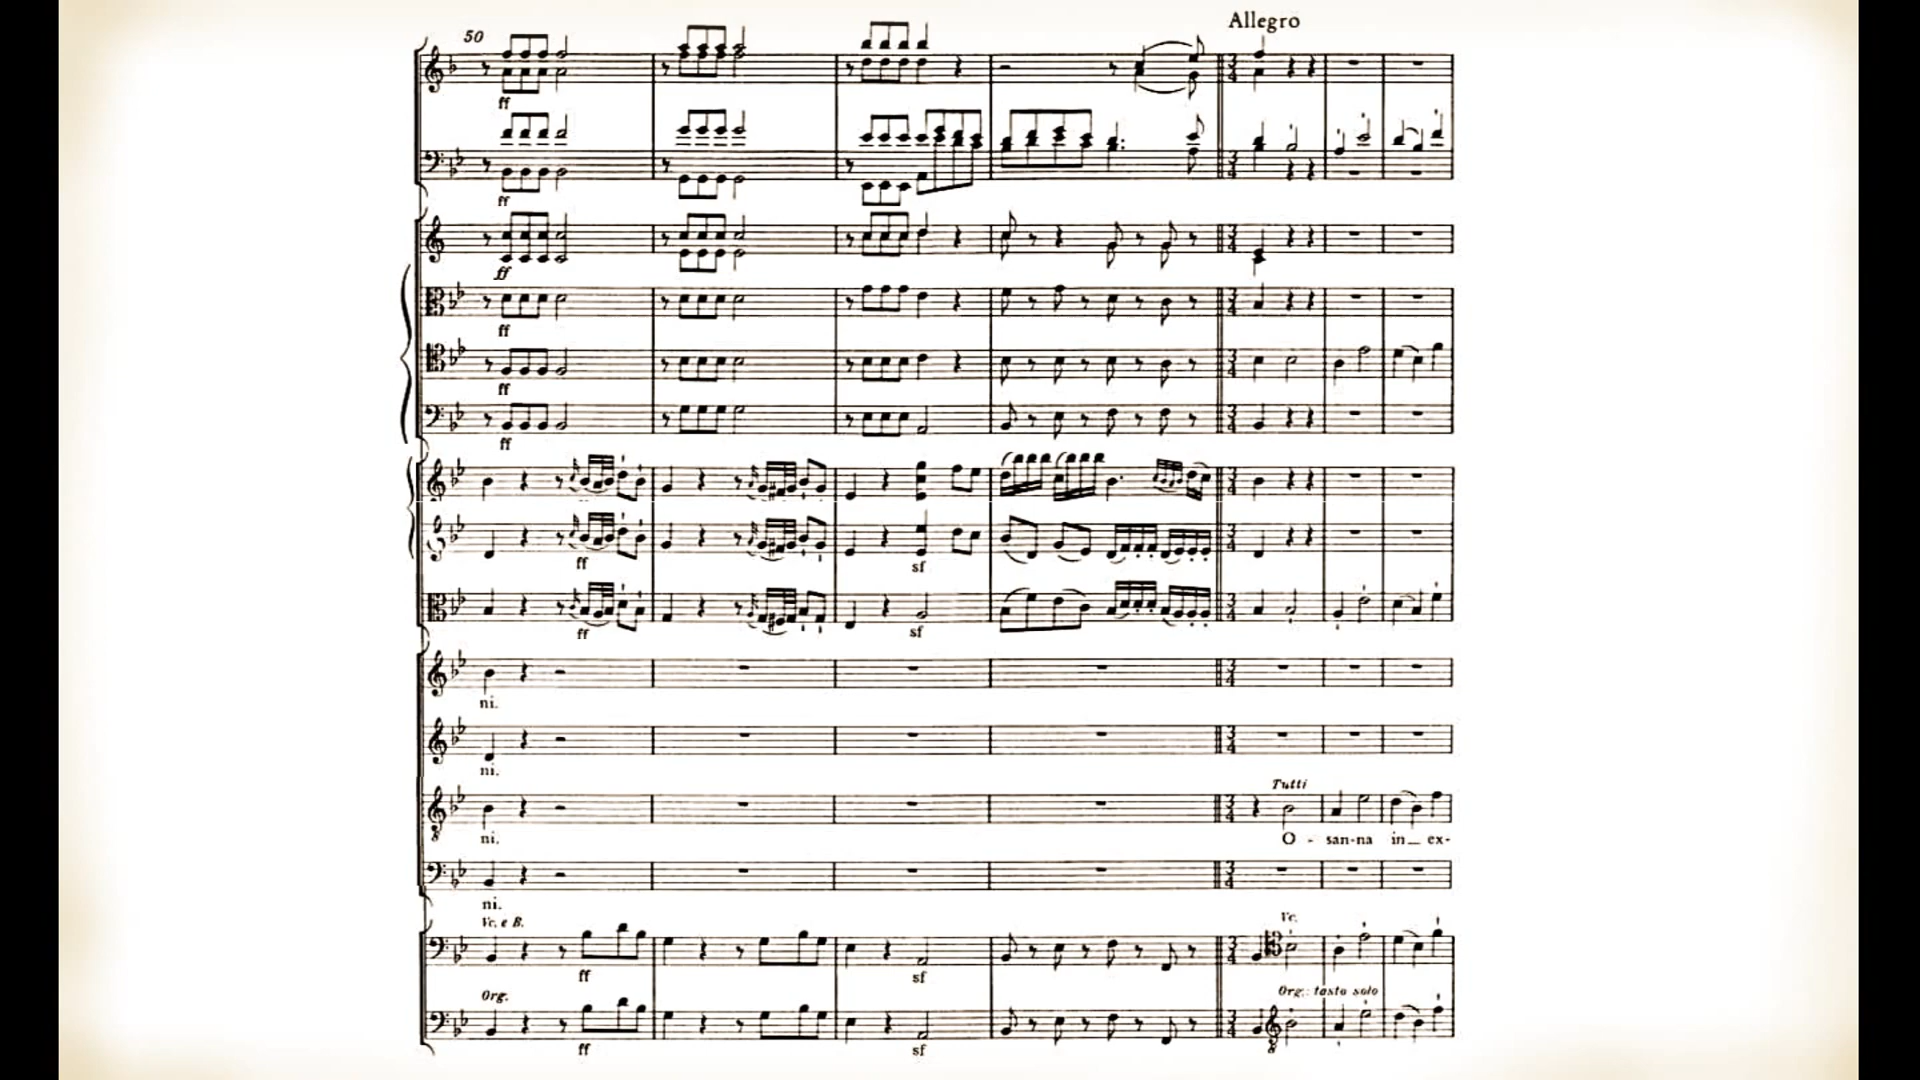 Allegro
50
ff
ff
ff
ff
ff
ff
ff sf
ff sf
ni.
ni.
Tutti
ni. O - san-na in ex-
ni.
Vc. e B. Vc.
ff sf
Org. Org.: tasto solo
ff sf